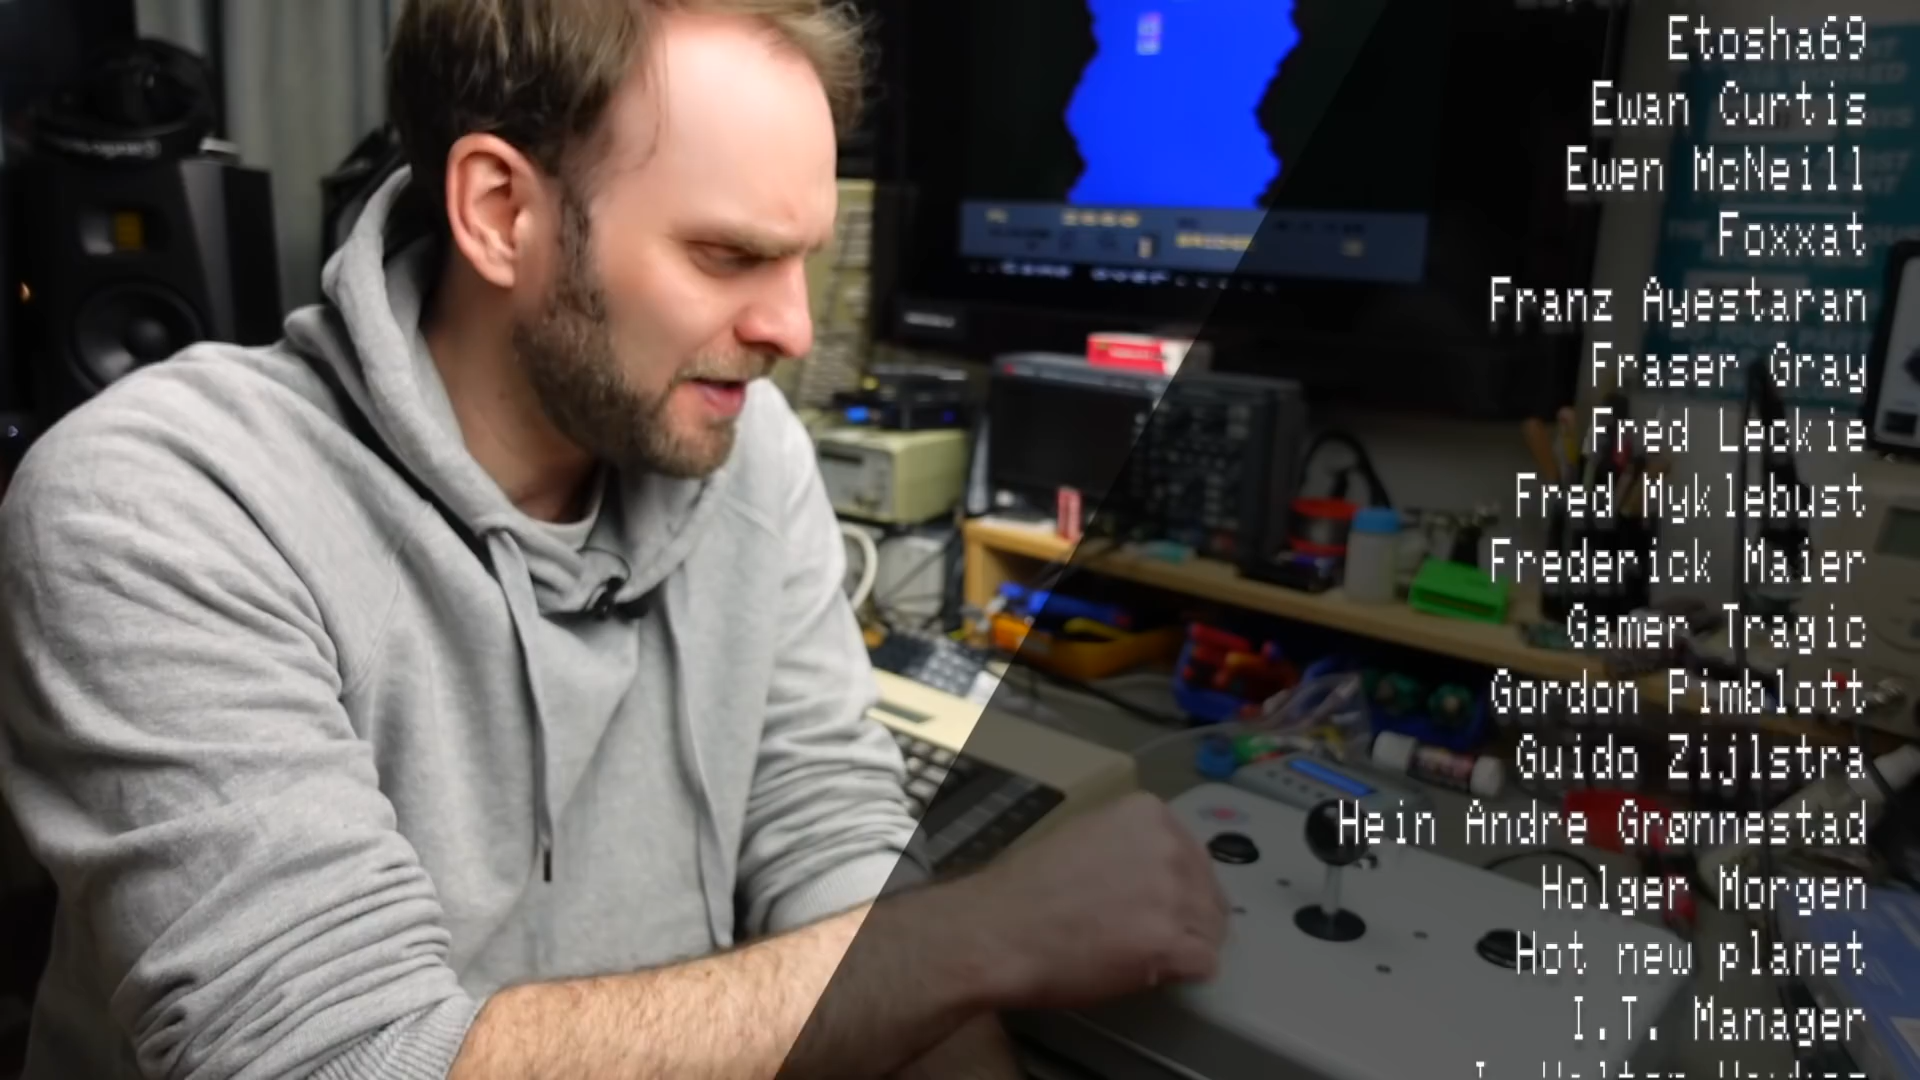 Etosha69
Ewan Curtis
Ewen McNeill
Foxxat
Franz Ayestaran
Fraser Gray
Fred Leckie
Fred Myklebust
Frederick Maier
Gamer Tragic
Gordon Pimblott
Guido Zijlstra
Hein Andre Grønnestad
Holger Morgen
Hot new planet
I.T. Manager